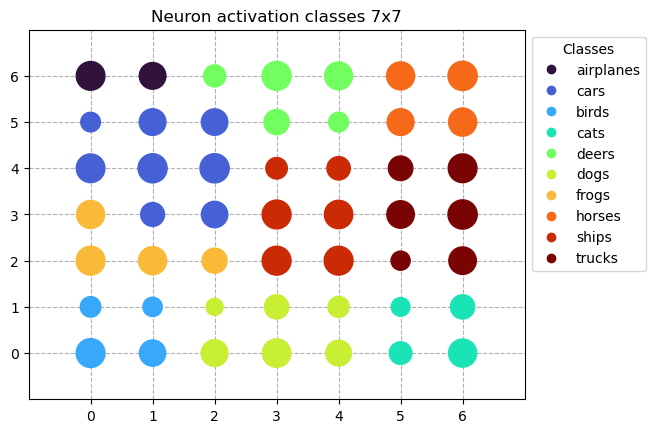 Neuron activation classes 7x7
Classes
airplanes
cars
birds
cats
deers
dogs
frogs
horses
ships
trucks
6
5
4
3
2
1
0
0 1 2 3 4 5 6